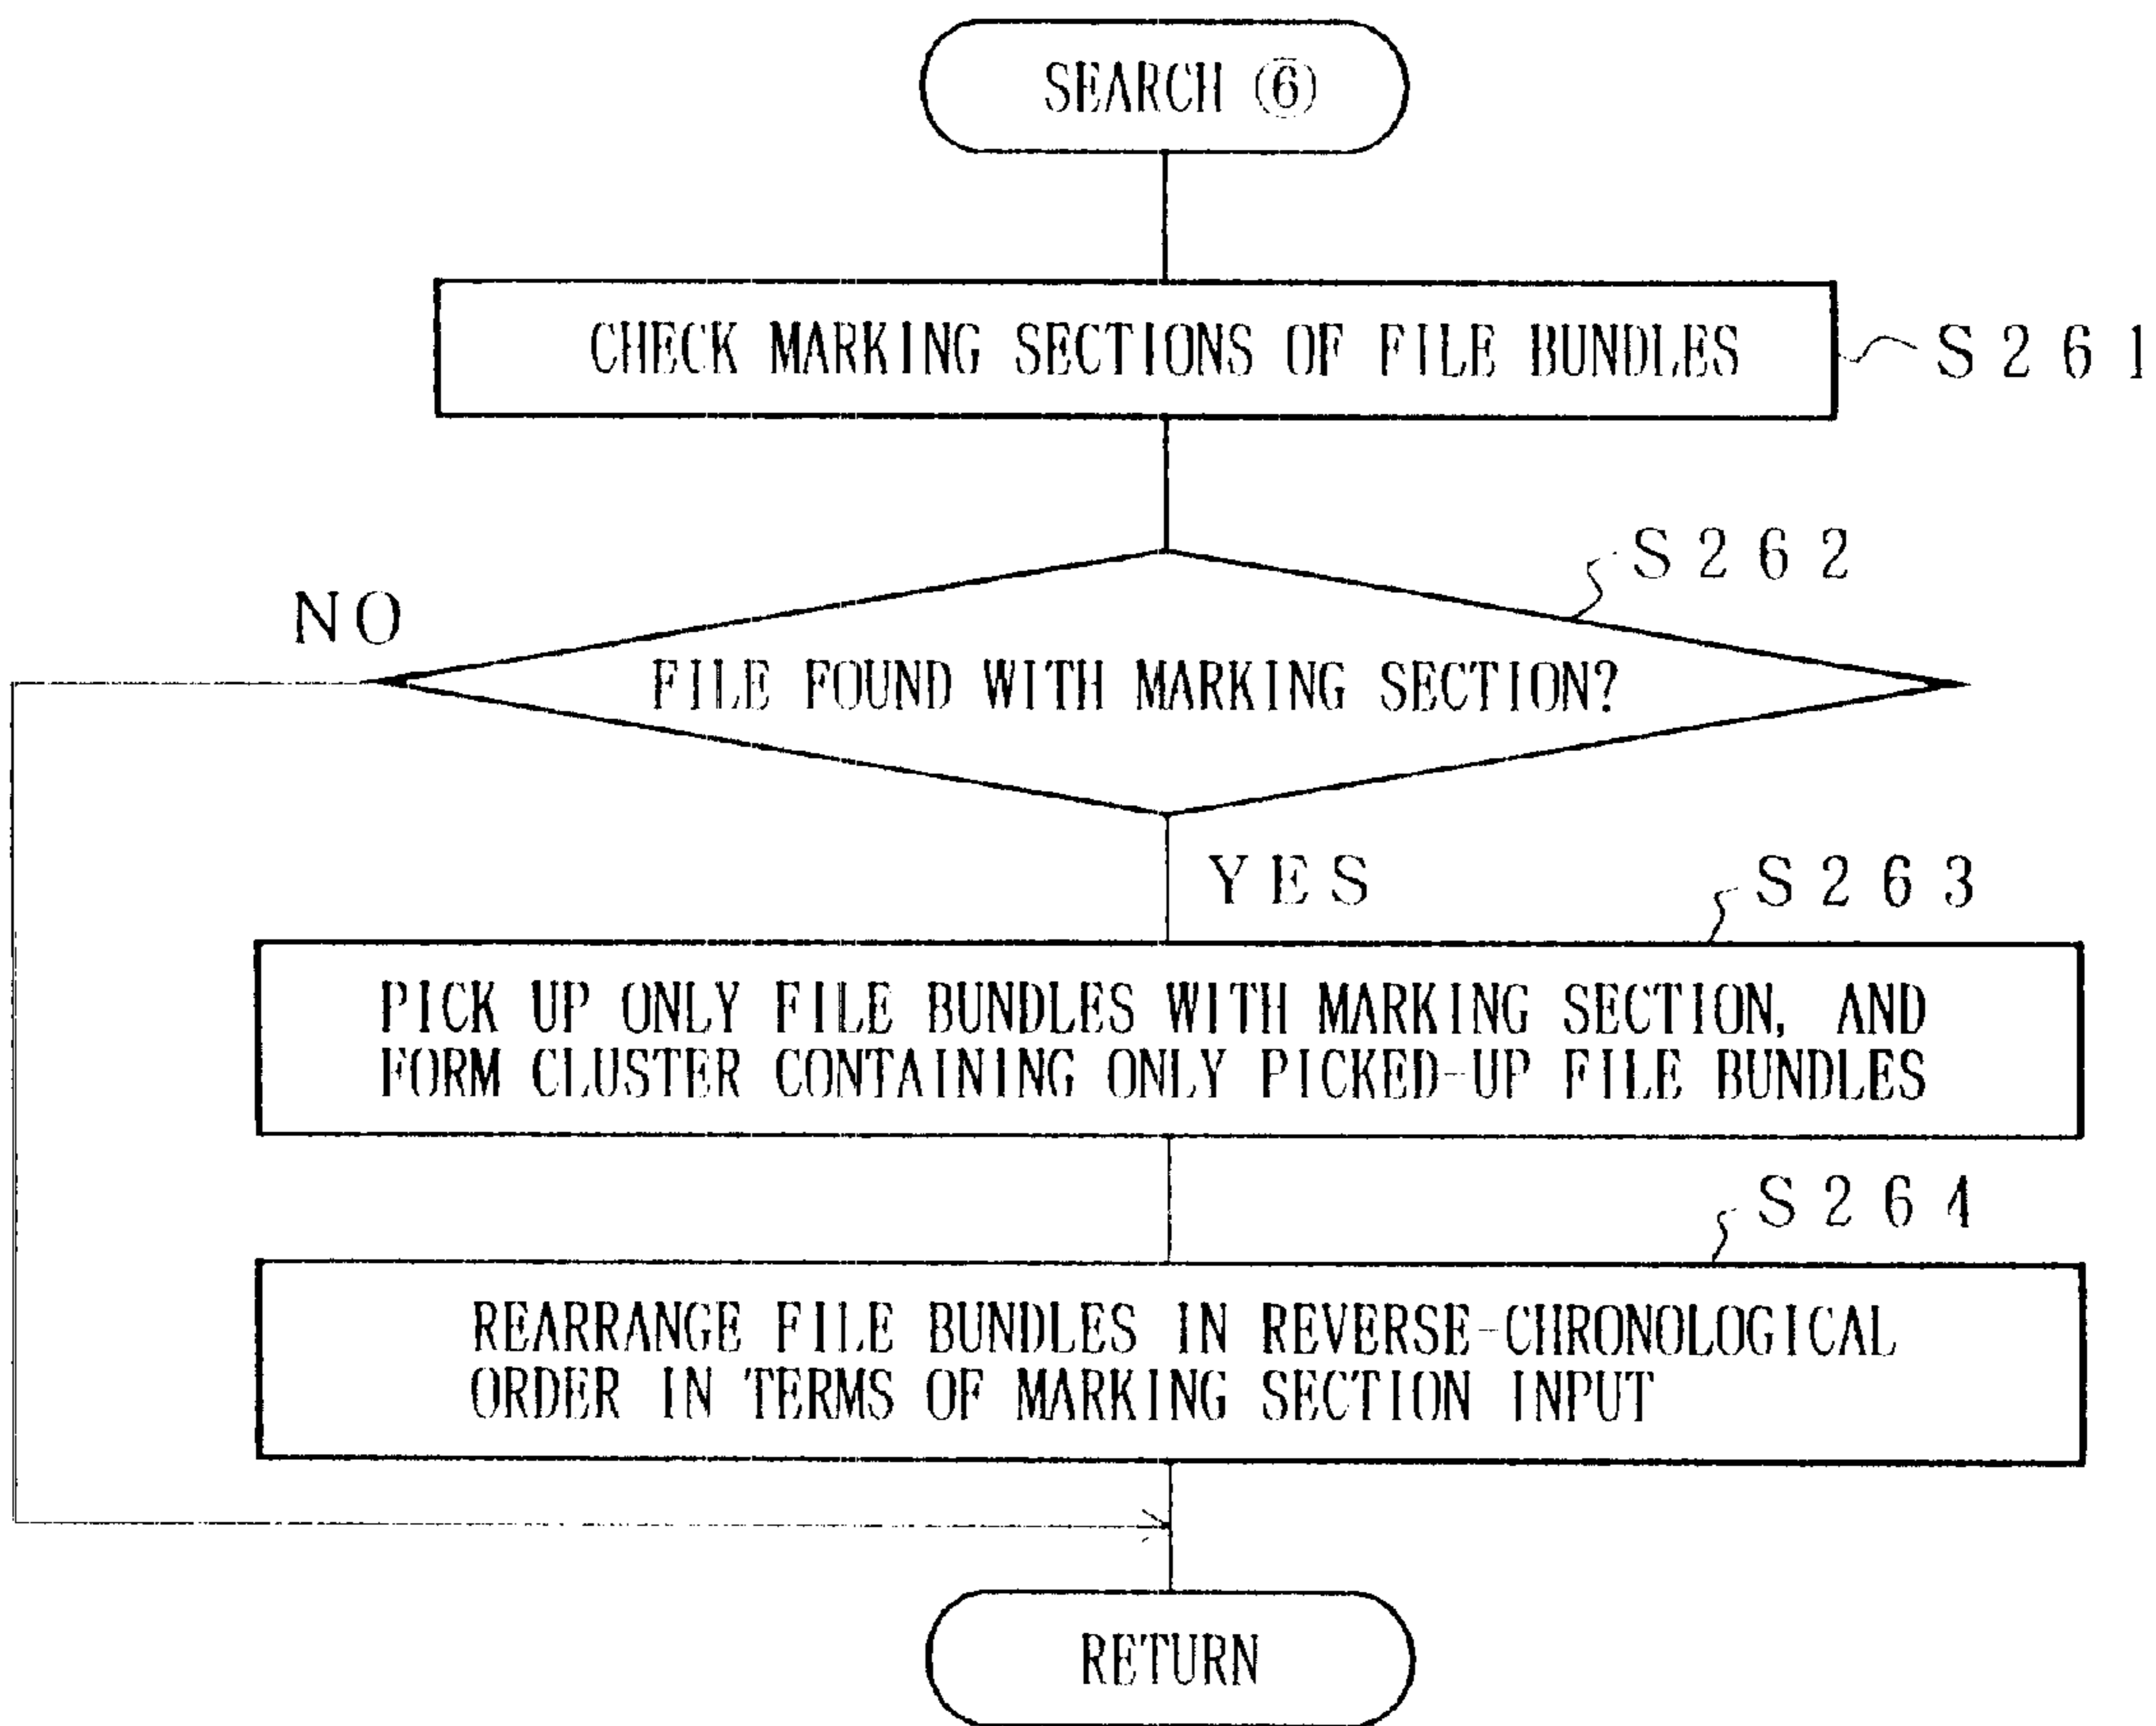 SEARCH ⑥
CHECK MARKING SECTIONS OF FILE BUNDLES
S261
S262
NO
FILE FOUND WITH MARKING SECTION?
YES
S263
PICK UP ONLY FILE BUNDLES WITH MARKING SECTION, AND
FORM CLUSTER CONTAINING ONLY PICKED-UP FILE BUNDLES
S264
REARRANGE FILE BUNDLES IN REVERSE-CHRONOLOGICAL
ORDER IN TERMS OF MARKING SECTION INPUT
RETURN